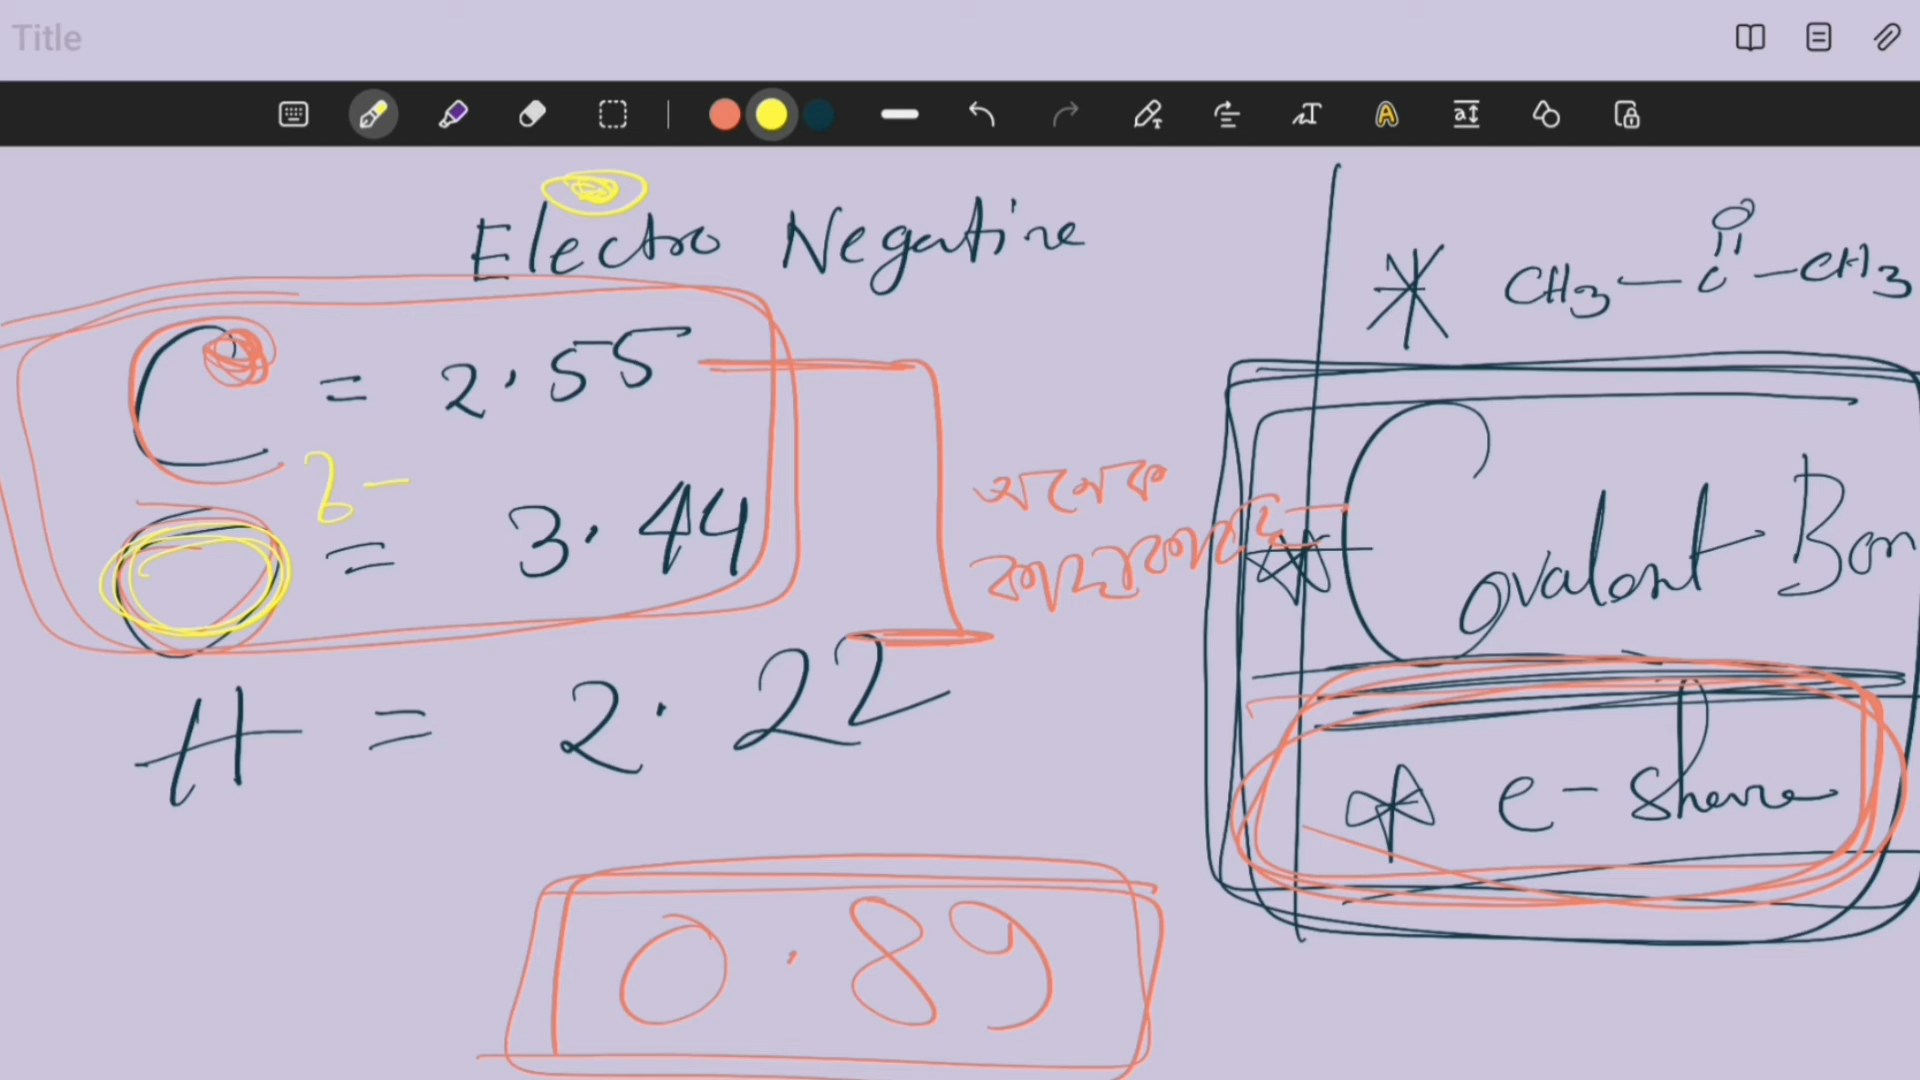 Title
Electro Negative
C = 2.55
δ-
O = 3.44
H = 2.22
অনেক
কাছাকাছি
0.89
O
||
* CH3 — C — CH3
Covalent Bon
e- Share